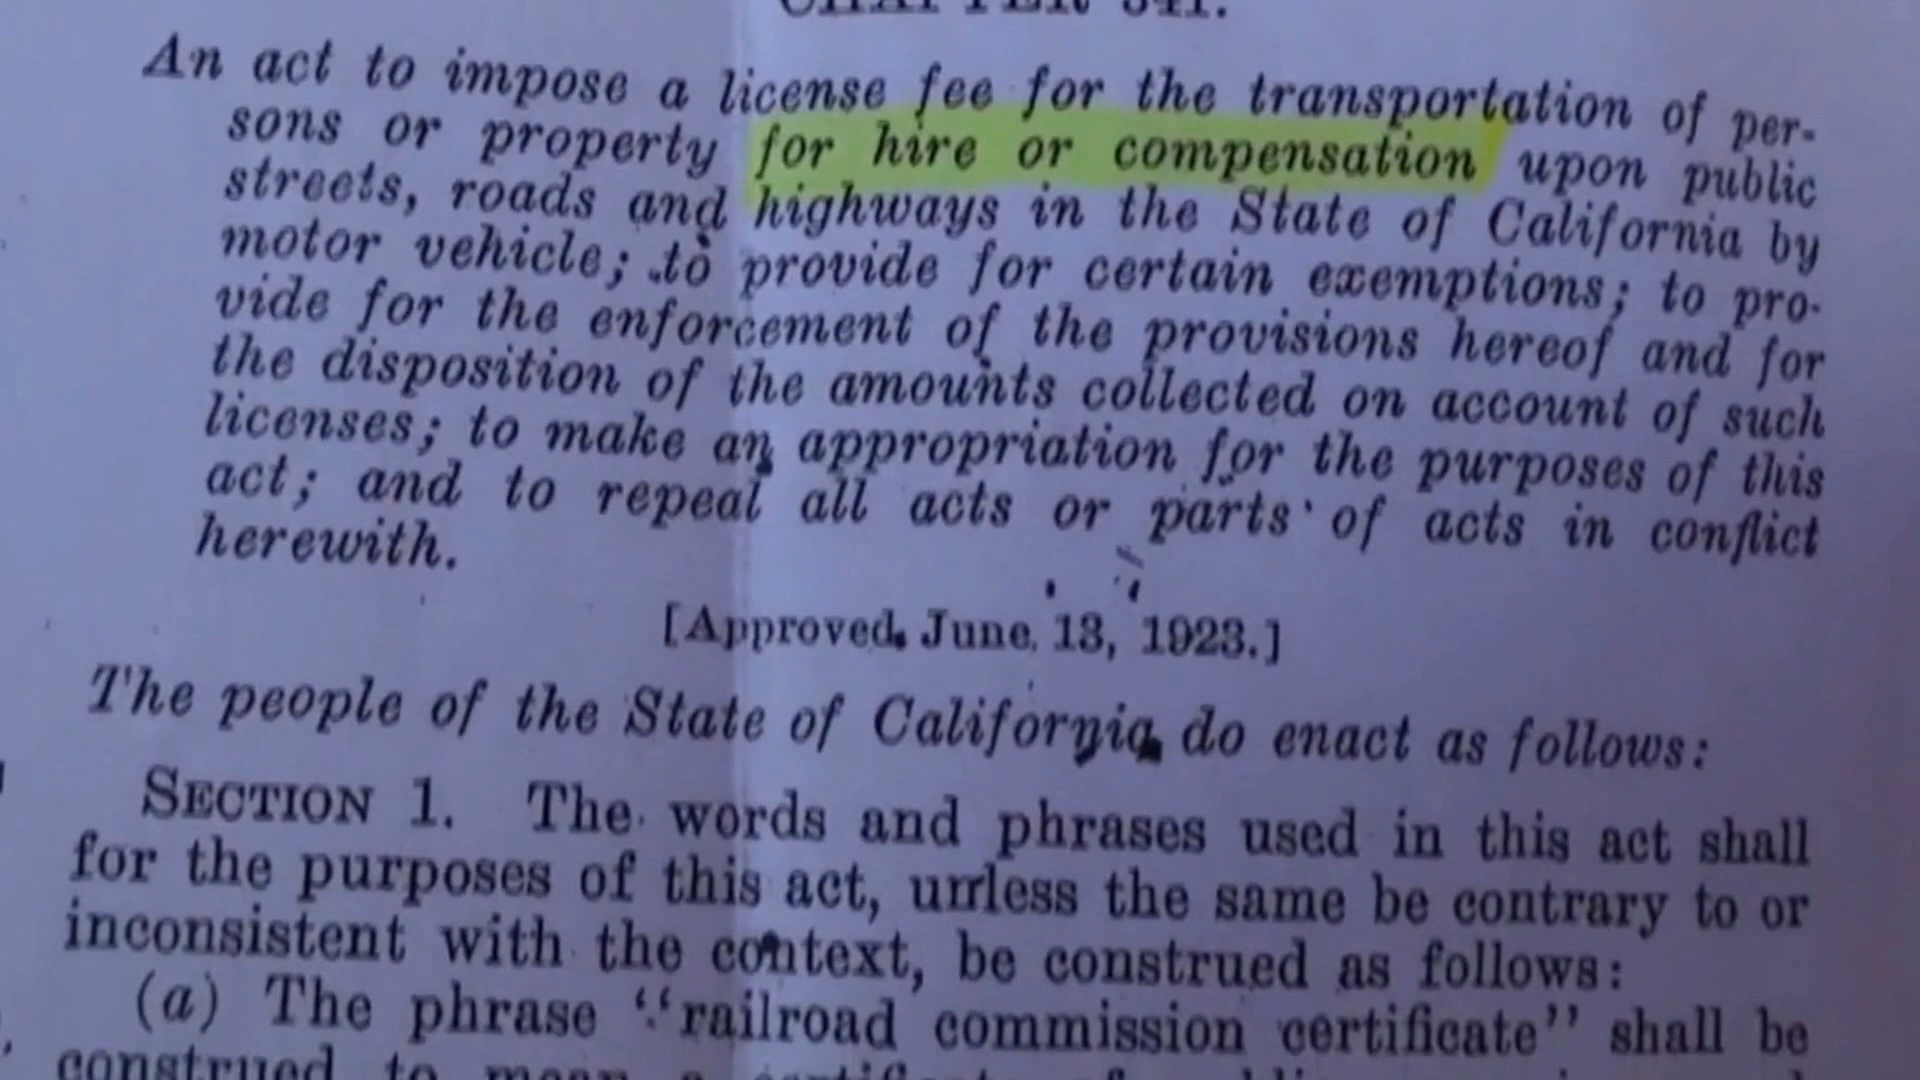 CHAPTER 341.
An act to impose a license fee for the transportation of per-
sons or property for hire or compensation upon public
streets, roads and highways in the State of California by
motor vehicle; to provide for certain exemptions; to pro-
vide for the enforcement of the provisions hereof and for
the disposition of the amounts collected on account of such
licenses; to make an appropriation for the purposes of this
act; and to repeal all acts or parts of acts in conflict
herewith.
[Approved June 13, 1923.]
The people of the State of California do enact as follows:
SECTION 1. The words and phrases used in this act shall
for the purposes of this act, unless the same be contrary to or
inconsistent with the context, be construed as follows:
(a) The phrase "railroad commission certificate" shall be
construed to mean a certificate of